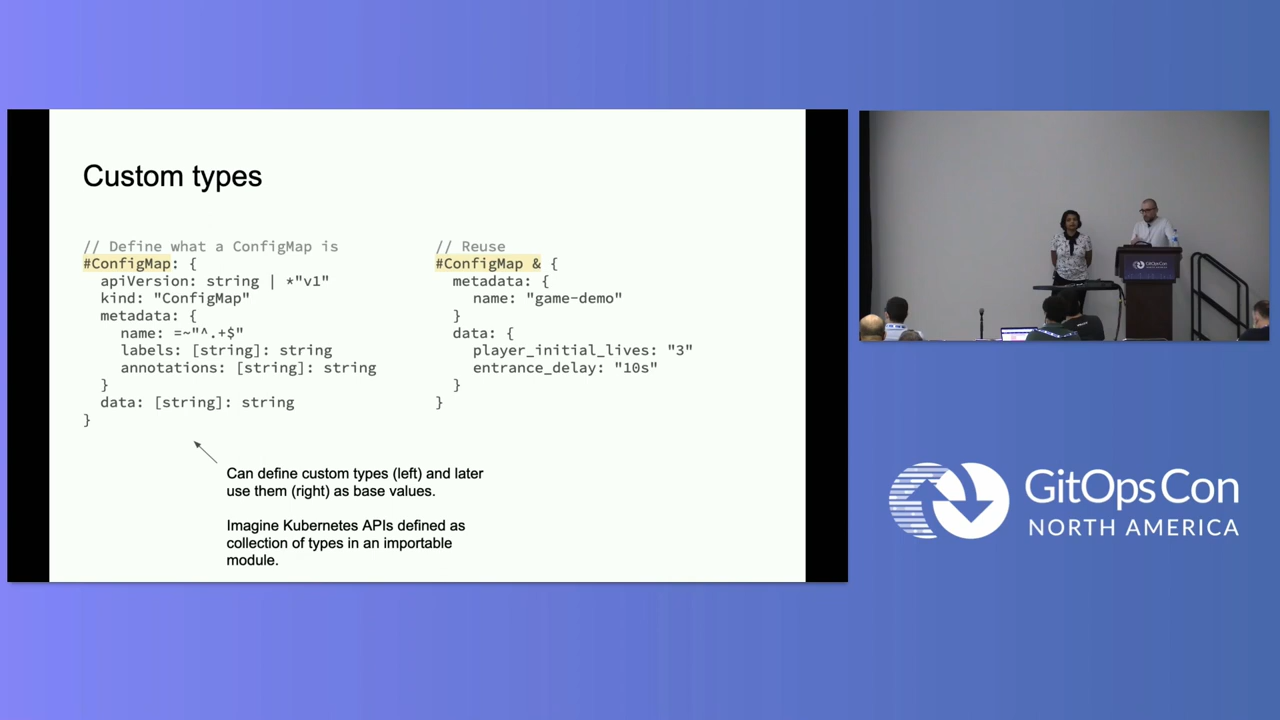 Custom types
// Define what a ConfigMap is
#ConfigMap: {
  apiVersion: string | *"v1"
  kind: "ConfigMap"
  metadata: {
    name: =~"^.+$"
    labels: [string]: string
    annotations: [string]: string
  }
  data: [string]: string
}
// Reuse
#ConfigMap & {
  metadata: {
    name: "game-demo"
  }
  data: {
    player_initial_lives: "3"
    entrance_delay: "10s"
  }
}
Can define custom types (left) and later
use them (right) as base values.
Imagine Kubernetes APIs defined as
collection of types in an importable
module.
GitOpsCon
GitOpsCon
NORTH AMERICA